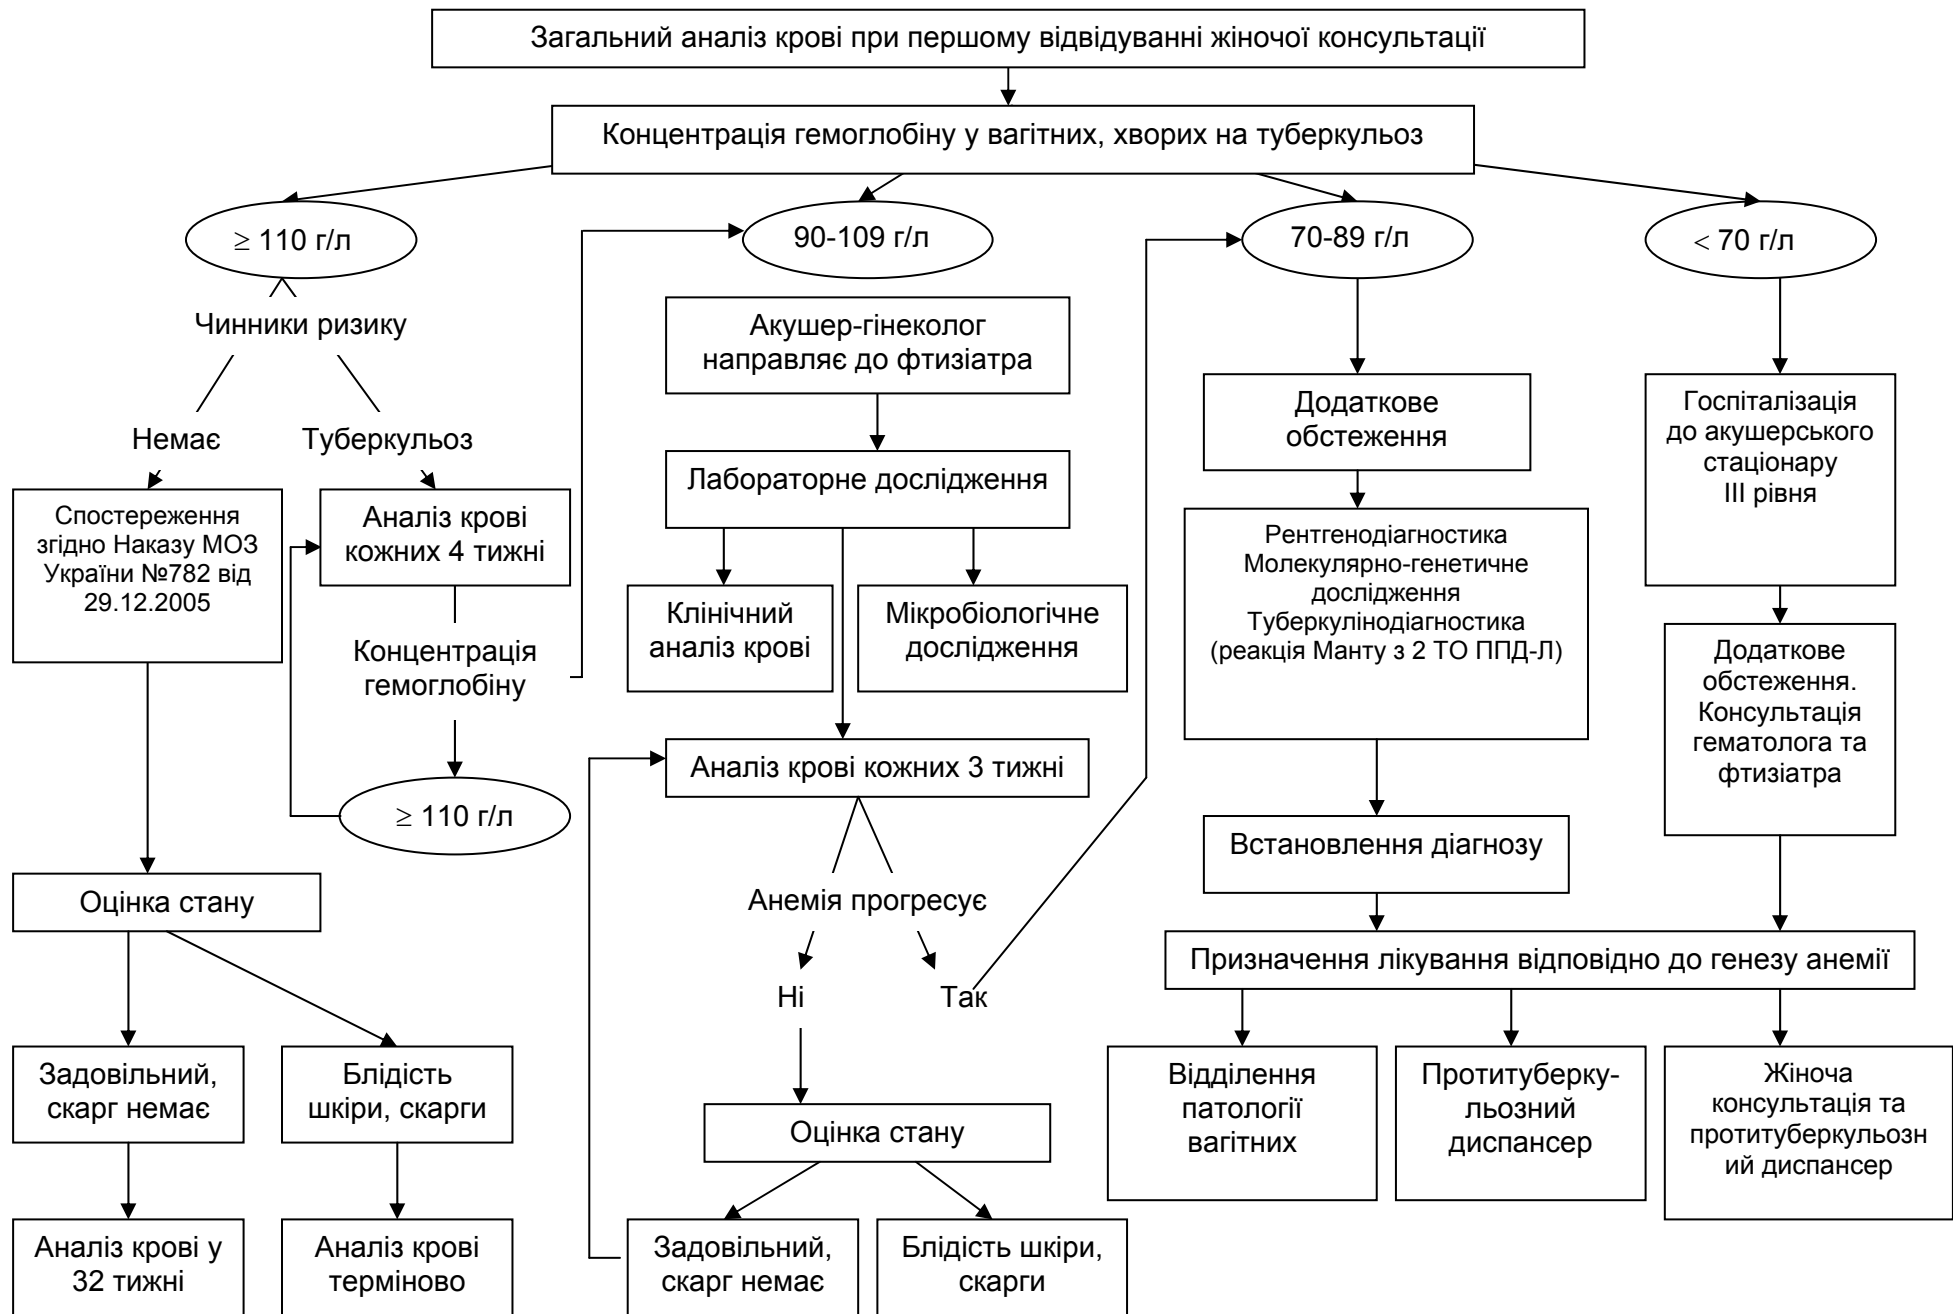 Загальний аналіз крові при першому відвідуванні жіночої консультації
Концентрація гемоглобіну у вагітних, хворих на туберкульоз
≥ 110 г/л
90-109 г/л
70-89 г/л
< 70 г/л
Чинники ризику
Немає
Туберкульоз
Спостереження
згідно Наказу МОЗ
України №782 від
29.12.2005
Аналіз крові
кожних 4 тижні
Концентрація
гемоглобіну
≥ 110 г/л
Оцінка стану
Задовільний,
скарг немає
Блідість
шкіри, скарги
Аналіз крові у
32 тижні
Аналіз крові
терміново
Акушер-гінеколог
направляє до фтизіатра
Лабораторне дослідження
Клінічний
аналіз крові
Мікробіологічне
дослідження
Аналіз крові кожних 3 тижні
Анемія прогресує
Ні
Так
Оцінка стану
Задовільний,
скарг немає
Блідість шкіри,
скарги
Додаткове
обстеження
Рентгенодіагностика
Молекулярно-генетичне
дослідження
Туберкулінодіагностика
(реакція Манту з 2 ТО ППД-Л)
Встановлення діагнозу
Госпіталізація
до акушерського
стаціонару
III рівня
Додаткове
обстеження.
Консультація
гематолога та
фтизіатра
Призначення лікування відповідно до генезу анемії
Відділення
патології
вагітних
Протитуберку-
льозний
диспансер
Жіноча
консультація та
протитуберкульозн
ий диспансер